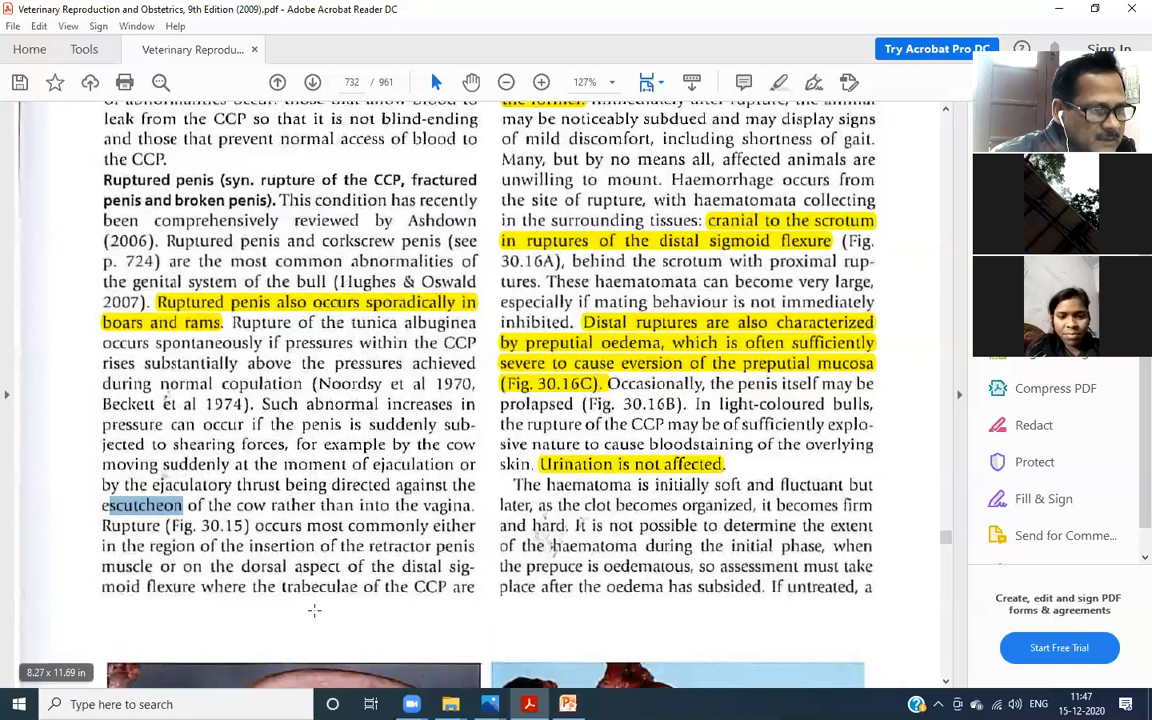 Veterinary Reproduction and Obstetrics, 9th Edition (2009).pdf - Adobe Acrobat Reader DC
File Edit View Sign Window Help
Home Tools Veterinary Reprodu... × Try Acrobat Pro DC Sign In
732 / 961 127%
of abnormalities occur: those that allow blood to
leak from the CCP so that it is not blind-ending
and those that prevent normal access of blood to
the CCP.
Ruptured penis (syn. rupture of the CCP, fractured
penis and broken penis). This condition has recently
been comprehensively reviewed by Ashdown
(2006). Ruptured penis and corkscrew penis (see
p. 724) are the most common abnormalities of
the genital system of the bull (Hughes & Oswald
2007). Ruptured penis also occurs sporadically in
boars and rams. Rupture of the tunica albuginea
occurs spontaneously if pressures within the CCP
rises substantially above the pressures achieved
during normal copulation (Noordsy et al 1970,
Beckett et al 1974). Such abnormal increases in
pressure can occur if the penis is suddenly sub-
jected to shearing forces, for example by the cow
moving suddenly at the moment of ejaculation or
by the ejaculatory thrust being directed against the
escutcheon of the cow rather than into the vagina.
Rupture (Fig. 30.15) occurs most commonly either
in the region of the insertion of the retractor penis
muscle or on the dorsal aspect of the distal sig-
moid flexure where the trabeculae of the CCP are
the former. Immediately after rupture, the animal
may be noticeably subdued and may display signs
of mild discomfort, including shortness of gait.
Many, but by no means all, affected animals are
unwilling to mount. Haemorrhage occurs from
the site of rupture, with haematomata collecting
in the surrounding tissues: cranial to the scrotum
in ruptures of the distal sigmoid flexure (Fig.
30.16A), behind the scrotum with proximal rup-
tures. These haematomata can become very large,
especially if mating behaviour is not immediately
inhibited. Distal ruptures are also characterized
by preputial oedema, which is often sufficiently
severe to cause eversion of the preputial mucosa
(Fig. 30.16C). Occasionally, the penis itself may be
prolapsed (Fig. 30.16B). In light-coloured bulls,
the rupture of the CCP may be of sufficiently explo-
sive nature to cause bloodstaining of the overlying
skin. Urination is not affected.
The haematoma is initially soft and fluctuant but
later, as the clot becomes organized, it becomes firm
and hard. It is not possible to determine the extent
of the haematoma during the initial phase, when
the prepuce is oedematous, so assessment must take
place after the oedema has subsided. If untreated, a
Compress PDF
Redact
Protect
Fill & Sign
Send for Comme...
Create, edit and sign PDF
forms & agreements
Start Free Trial
8.27 x 11.69 in
Type here to search
ENG
11:47
15-12-2020